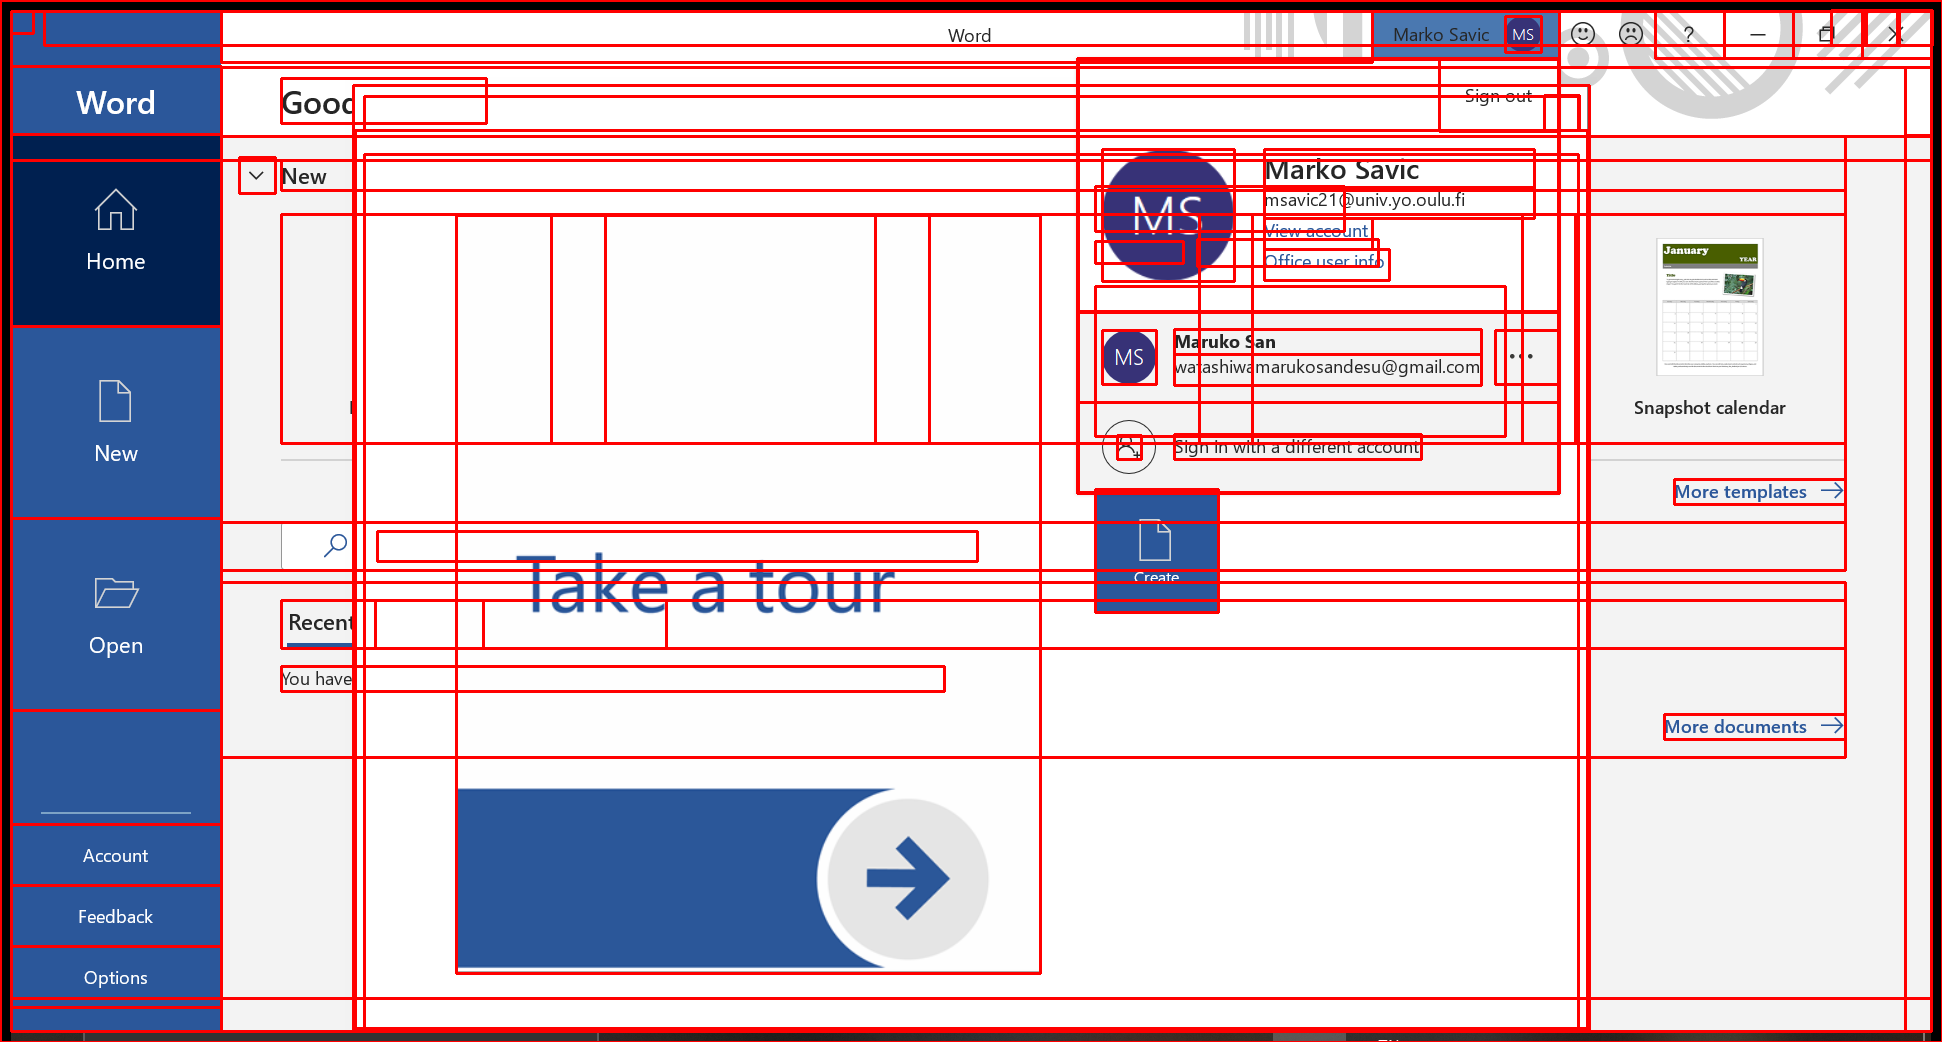 Word
Marko Savic MS
?
Word
Good
Sign out
New
Marko Savic
msavic21@univ.yo.oulu.fi
View account
Office user info
MS
January
YEAR
Home
MS
Maruko San
watashiwamarukosandesu@gmail.com
Snapshot calendar
New
Sign in with a different account
More templates
Take a tour
Create
Recent
Open
You have
More documents
Account
Feedback
Options